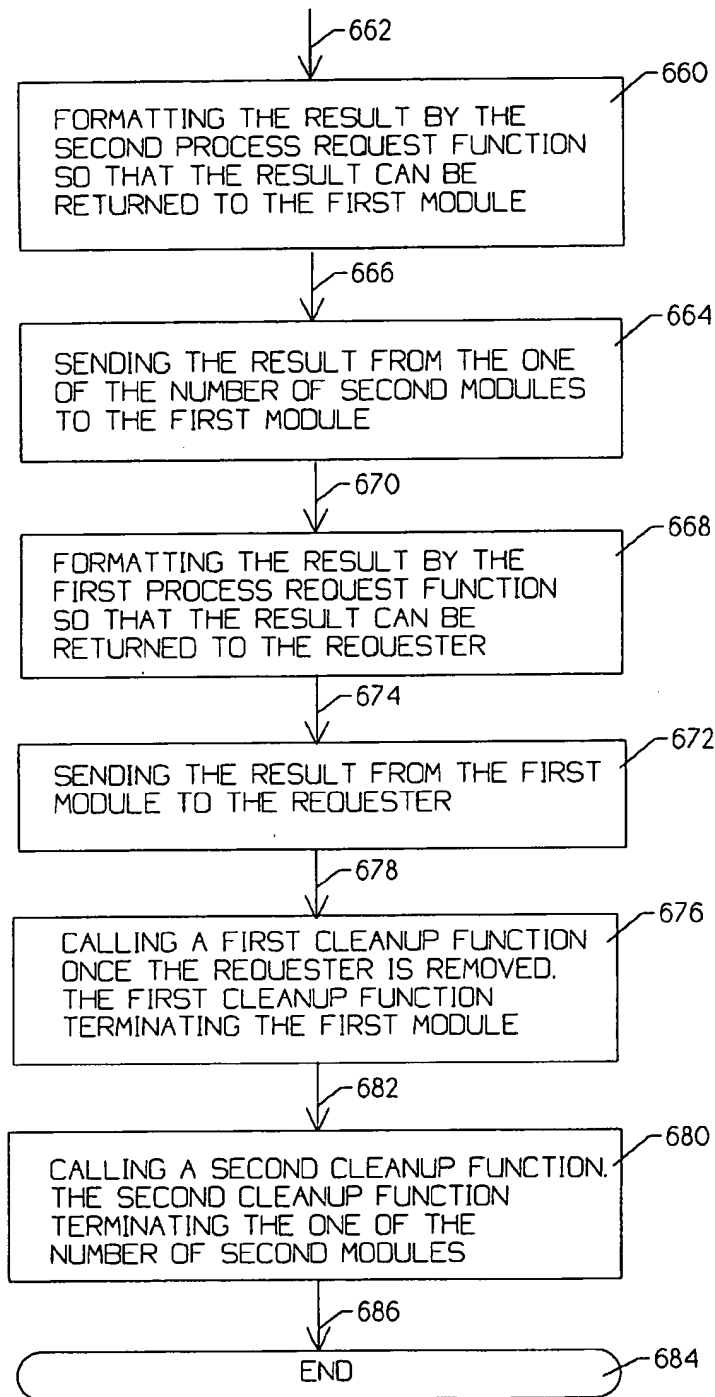 662
660
FORMATTING THE RESULT BY THE
SECOND PROCESS REQUEST FUNCTION
SO THAT THE RESULT CAN BE
RETURNED TO THE FIRST MODULE
666
664
SENDING THE RESULT FROM THE ONE
OF THE NUMBER OF SECOND MODULES
TO THE FIRST MODULE
670
668
FORMATTING THE RESULT BY THE
FIRST PROCESS REQUEST FUNCTION
SO THAT THE RESULT CAN BE
RETURNED TO THE REQUESTER
674
672
SENDING THE RESULT FROM THE FIRST
MODULE TO THE REQUESTER
678
676
CALLING A FIRST CLEANUP FUNCTION
ONCE THE REQUESTER IS REMOVED.
THE FIRST CLEANUP FUNCTION
TERMINATING THE FIRST MODULE
682
680
CALLING A SECOND CLEANUP FUNCTION.
THE SECOND CLEANUP FUNCTION
TERMINATING THE ONE OF THE
NUMBER OF SECOND MODULES
686
END
684